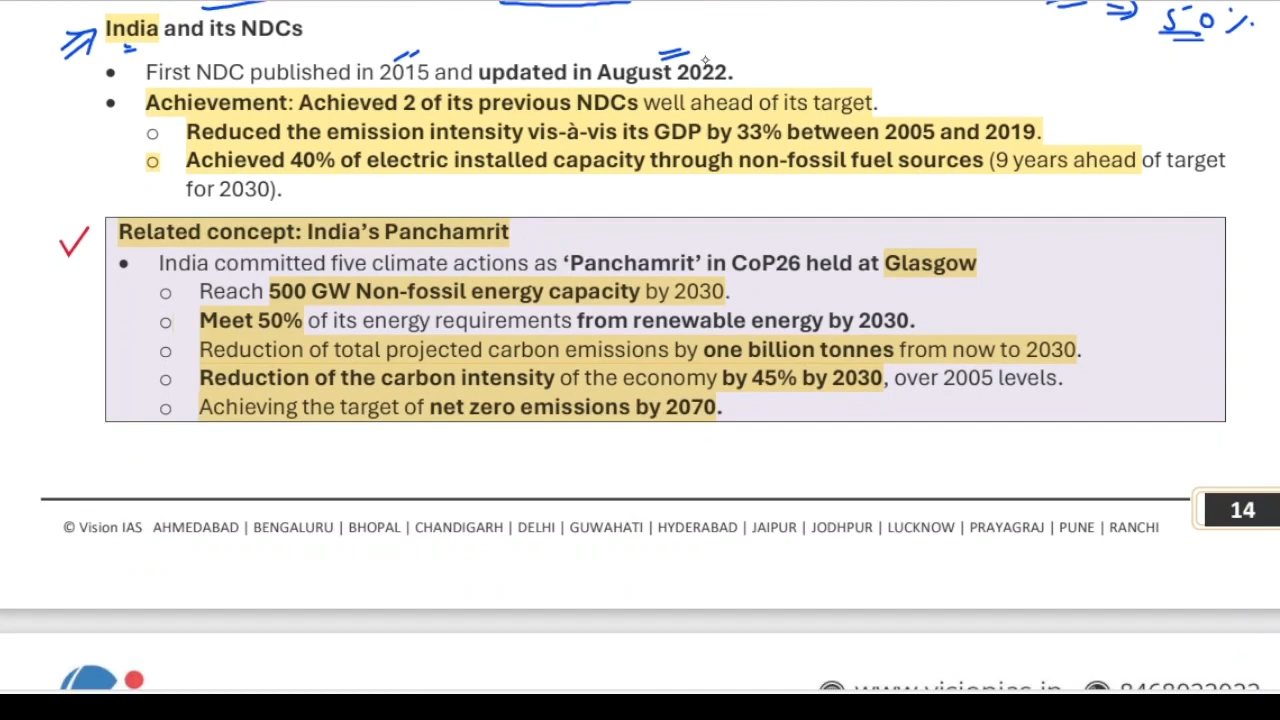 50%
India and its NDCs
• First NDC published in 2015 and updated in August 2022.
• Achievement: Achieved 2 of its previous NDCs well ahead of its target.
o Reduced the emission intensity vis-à-vis its GDP by 33% between 2005 and 2019.
o Achieved 40% of electric installed capacity through non-fossil fuel sources (9 years ahead of target
for 2030).
Related concept: India's Panchamrit
• India committed five climate actions as ‘Panchamrit’ in CoP26 held at Glasgow
o Reach 500 GW Non-fossil energy capacity by 2030.
o Meet 50% of its energy requirements from renewable energy by 2030.
o Reduction of total projected carbon emissions by one billion tonnes from now to 2030.
o Reduction of the carbon intensity of the economy by 45% by 2030, over 2005 levels.
o Achieving the target of net zero emissions by 2070.
14
© Vision IAS AHMEDABAD | BENGALURU | BHOPAL | CHANDIGARH | DELHI | GUWAHATI | HYDERABAD | JAIPUR | JODHPUR | LUCKNOW | PRAYAGRAJ | PUNE | RANCHI
www.visionias.in